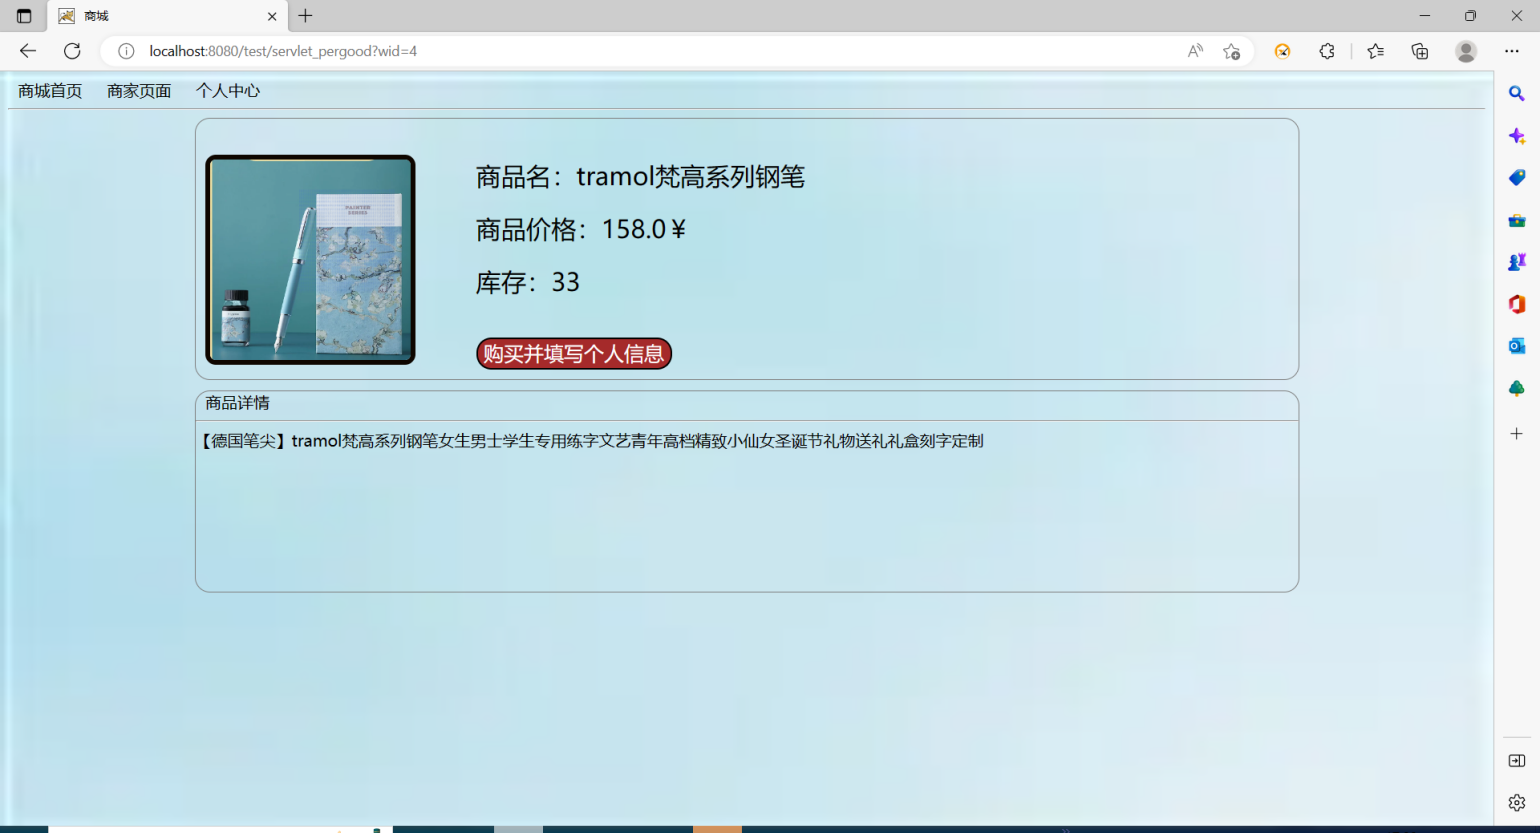 商城
localhost:8080/test/servlet_pergood?wid=4
商城首页 商家页面 个人中心
PAINTER
SERIES
商品名：tramol梵高系列钢笔
商品价格：158.0￥
库存：33
购买并填写个人信息
商品详情
【德国笔尖】tramol梵高系列钢笔女生男士学生专用练字文艺青年高档精致小仙女圣诞节礼物送礼礼盒刻字定制